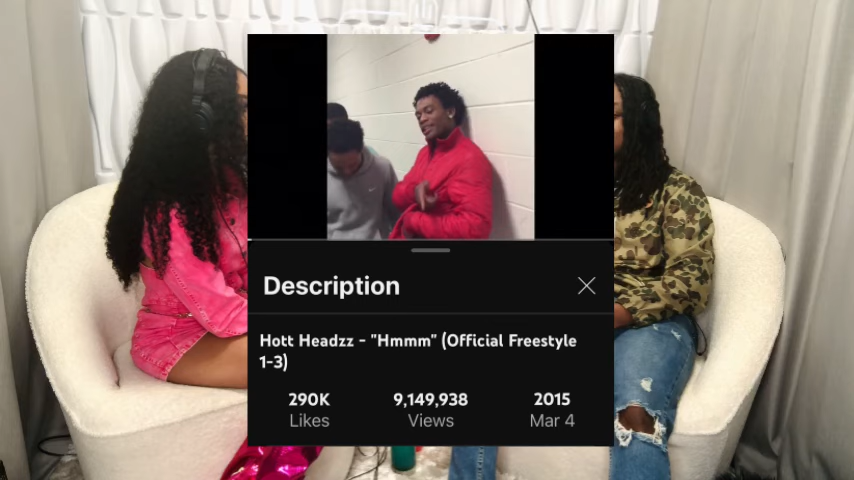 Description
Hott Headzz - "Hmmm" (Official Freestyle
1-3)
290K 9,149,938 2015
Likes Views Mar 4